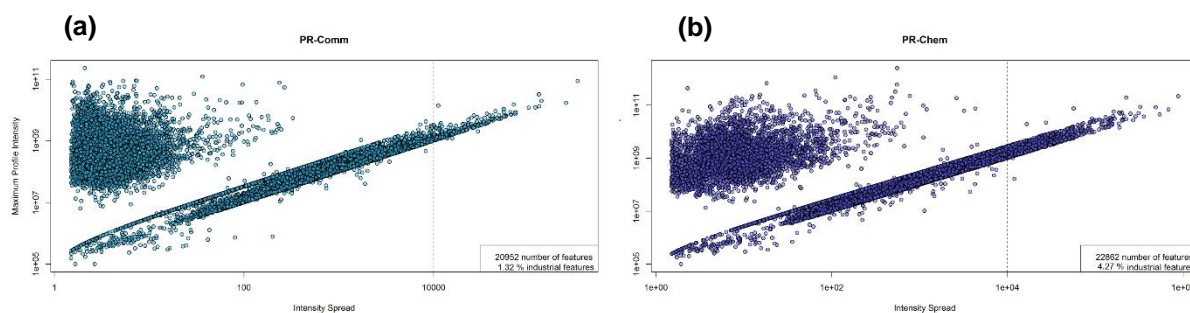 (a)
PR-Comm
Maximum Profile Intensity
1e+11
1e+09
1e+07
1e+05
20952 number of features
1.32 % industrial features
1
100
10000
Intensity Spread
(b)
PR-Chem
1e+11
1e+09
1e+07
1e+05
22862 number of features
4.27 % industrial features
1e+00
1e+02
1e+04
1e+06
Intensity Spread